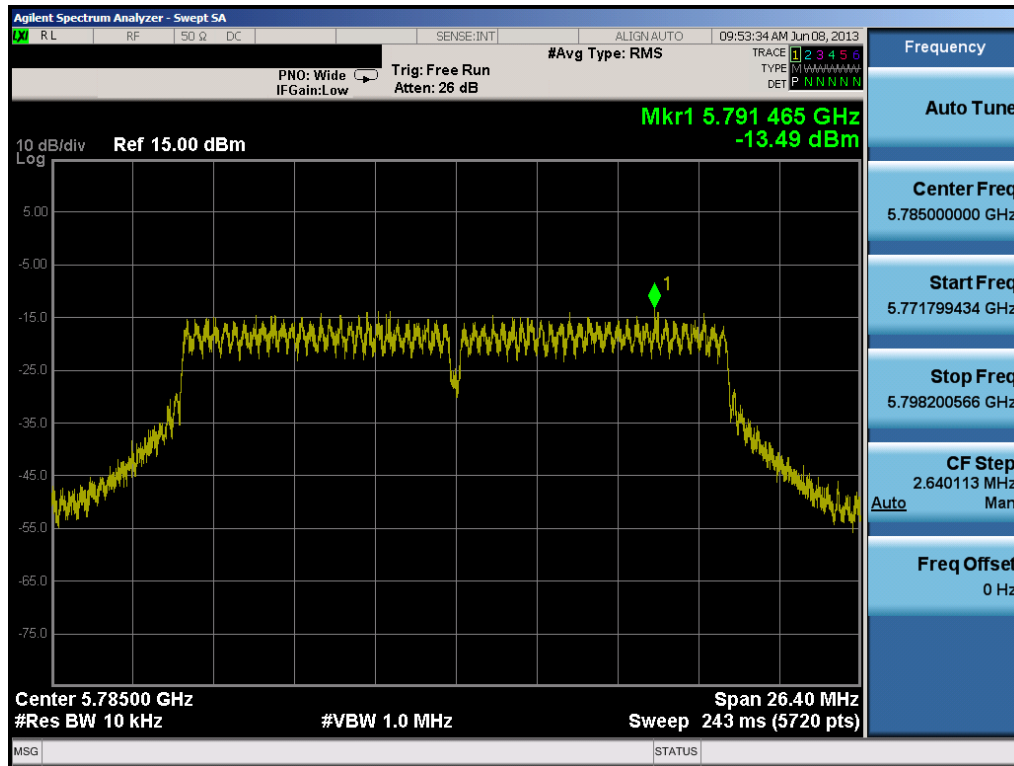 Agilent Spectrum Analyzer - Swept SA
LXI RL RF 50 Ω DC SENSE:INT ALIGN AUTO 09:53:34 AM Jun 08, 2013
#Avg Type: RMS TRACE 1 2 3 4 5 6
PNO: Wide Trig: Free Run TYPE M WWWWW
IFGain:Low Atten: 26 dB DET P N N N N N
Mkr1 5.791 465 GHz
-13.49 dBm
10 dB/div Ref 15.00 dBm
Log
1
5.00
-5.00
-15.0
-25.0
-35.0
-45.0
-55.0
-65.0
-75.0
Center 5.78500 GHz Span 26.40 MHz
#Res BW 10 kHz #VBW 1.0 MHz Sweep 243 ms (5720 pts)
MSG STATUS
Frequency
Auto Tune
Center Freq
5.785000000 GHz
Start Freq
5.771799434 GHz
Stop Freq
5.798200566 GHz
CF Step
2.640113 MHz
Auto Man
Freq Offset
0 Hz